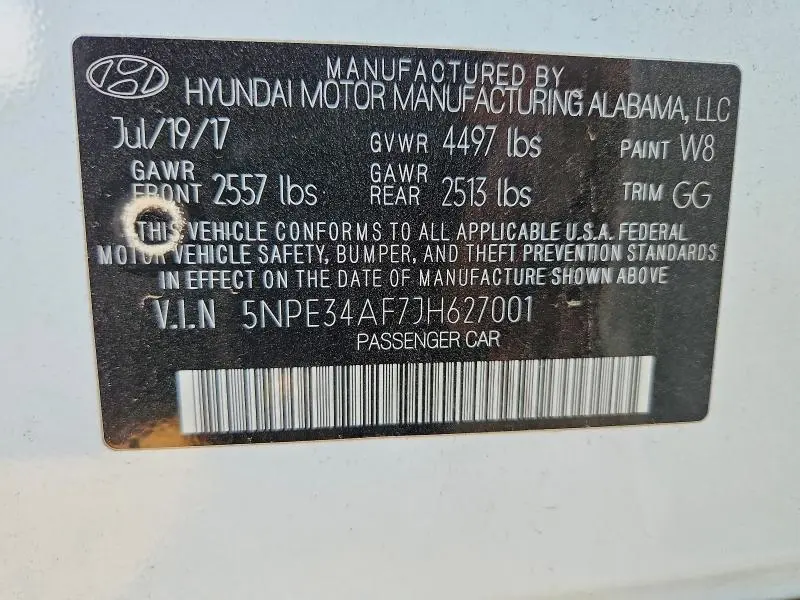 MANUFACTURED BY
HYUNDAI MOTOR MANUFACTURING ALABAMA, LLC
Jul/19/17 GVWR 4497 lbs PAINT W8
GAWR FRONT 2557 lbs GAWR REAR 2513 lbs TRIM GG
THIS VEHICLE CONFORMS TO ALL APPLICABLE U.S.A. FEDERAL
MOTOR VEHICLE SAFETY, BUMPER, AND THEFT PREVENTION STANDARDS
IN EFFECT ON THE DATE OF MANUFACTURE SHOWN ABOVE
V.I.N 5NPE34AF7JH627001
PASSENGER CAR